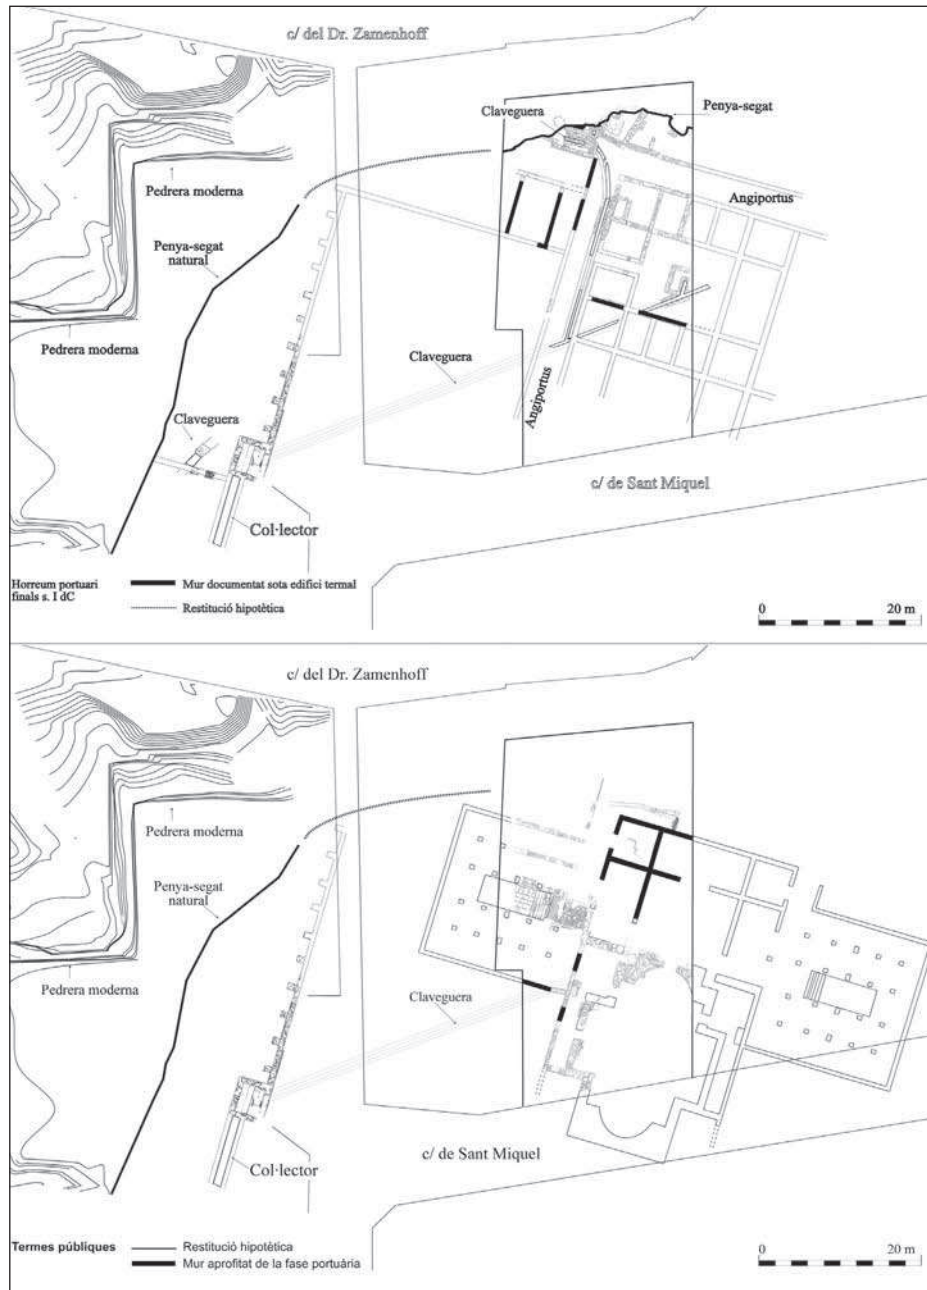 c/ del Dr. Zamenhoff
Claveguera
Penya-segat
Pedrera moderna
Angiportus
Penya-segat
natural
Pedrera moderna
Claveguera
Angiportus
Claveguera
c/ de Sant Miquel
Col·lector
Horreum portuari
finals s. I dC
Mur documentat sota edifici termal
Restitució hipotètica
0 20 m
c/ del Dr. Zamenhoff
Pedrera moderna
Penya-segat
natural
Pedrera moderna
Claveguera
c/ de Sant Miquel
Col·lector
Termes públiques
Restitució hipotètica
Mur aprofitat de la fase portuària
0 20 m